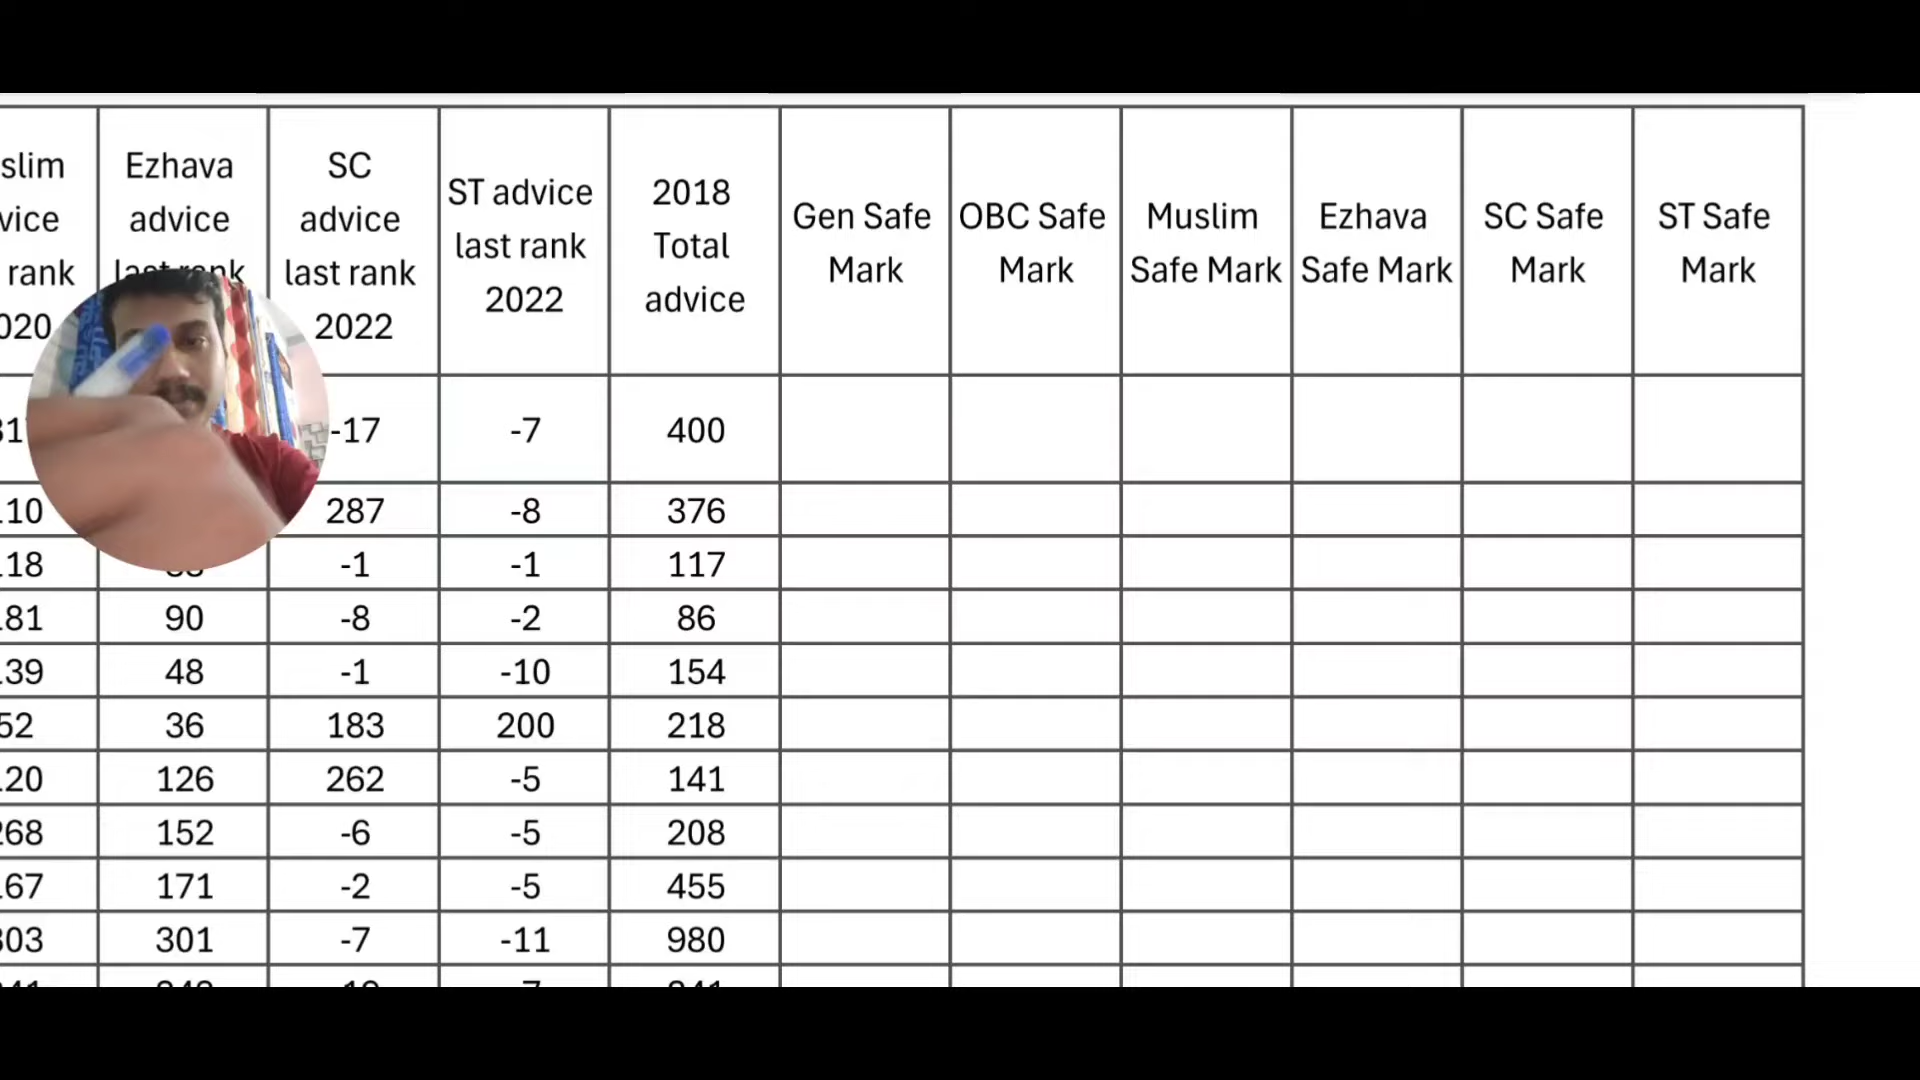 slim
vice
rank
020
Ezhava
advice
last rank
SC
advice
last rank
2022
ST advice
last rank
2022
2018
Total
advice
Gen Safe
Mark
OBC Safe
Mark
Muslim
Safe Mark
Ezhava
Safe Mark
SC Safe
Mark
ST Safe
Mark
-17 -7 400
10 287 -8 376
18 -1 -1 117
81 90 -8 -2 86
39 48 -1 -10 154
52 36 183 200 218
20 126 262 -5 141
268 152 -6 -5 208
67 171 -2 -5 455
303 301 -7 -11 980